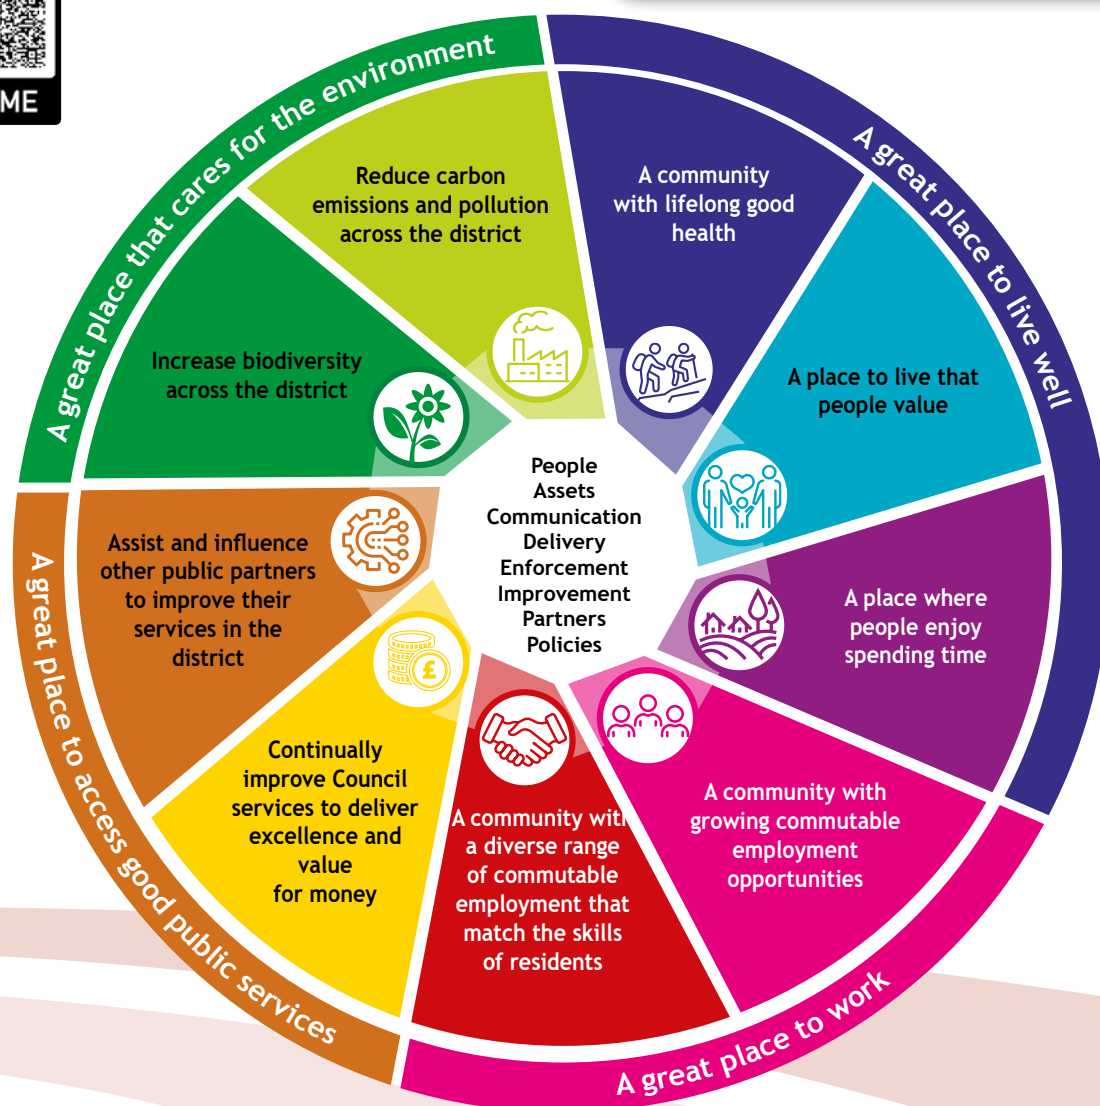 ME
A great place that cares for the environment
Reduce carbon
emissions and pollution
across the district
Increase biodiversity
across the district
A great place to live well
A community
with lifelong good
health
A place to live that
people value
A place where
people enjoy
spending time
A great place to work
A community with
growing commutable
employment
opportunities
A community with
a diverse range
of commutable
employment that
match the skills
of residents
A great place to access good public services
Continually
improve Council
services to deliver
excellence and
value
for money
£
Assist and influence
other public partners
to improve their
services in the
district
People
Assets
Communication
Delivery
Enforcement
Improvement
Partners
Policies